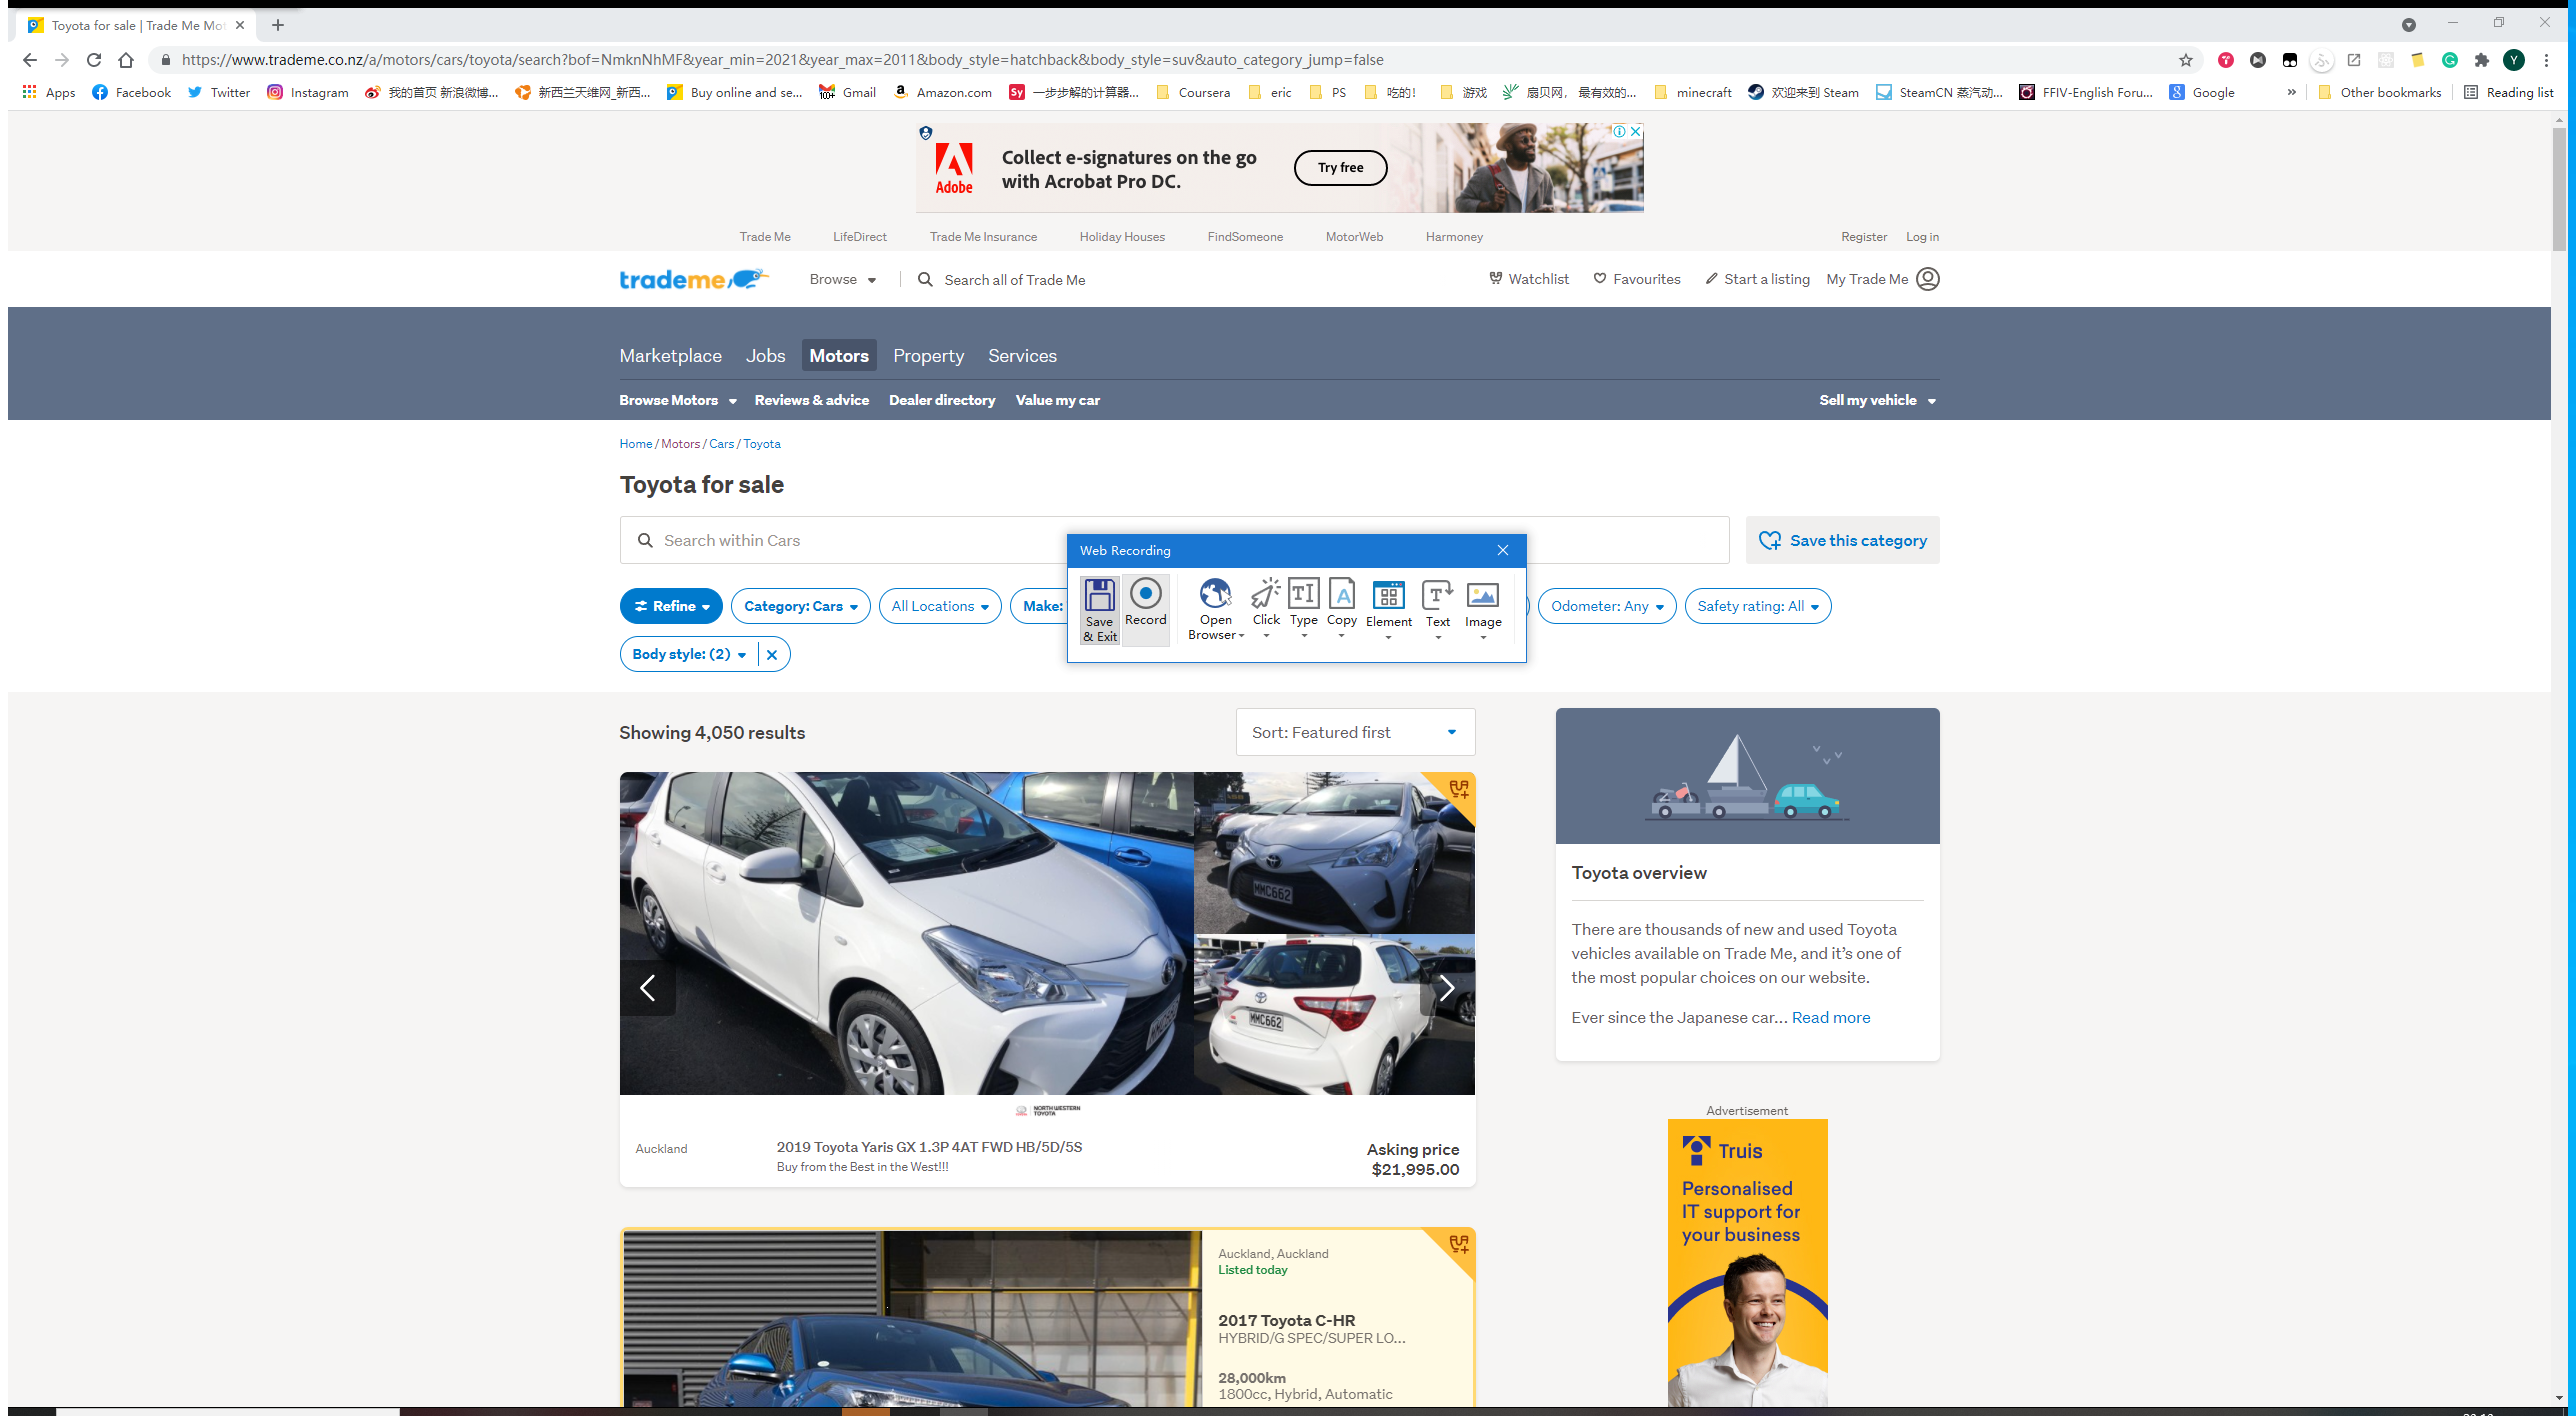 Toyota for sale | Trade Me Mot
https://www.trademe.co.nz/a/motors/cars/toyota/search?bof=NmknNhMF&year_min=2021&year_max=2011&body_style=hatchback&body_style=suv&auto_category_jump=false
Y
Apps Facebook Twitter Instagram 我的首页 新浪微博... 新西兰天维网_新西... Buy online and se... Gmail Amazon.com 一步步解的计算器... Coursera eric PS 吃的！ 游戏 扇贝网，最有效的... minecraft 欢迎来到 Steam SteamCN 蒸汽动... FFIV-English Foru... Google » Other bookmarks Reading list
Adobe
Collect e-signatures on the go
with Acrobat Pro DC.
Try free
Trade Me LifeDirect Trade Me Insurance Holiday Houses FindSomeone MotorWeb Harmoney Register Log in
trademe Browse Search all of Trade Me Watchlist Favourites Start a listing My Trade Me
Marketplace Jobs Motors Property Services
Browse Motors Reviews & advice Dealer directory Value my car Sell my vehicle
Home / Motors / Cars / Toyota
Toyota for sale
Search within Cars
Save this category
Web Recording
Save
& Exit
Record
Open
Browser
Click Type Copy Element Text Image
Refine Category: Cars All Locations Make: Odometer: Any Safety rating: All
Body style: (2)
Showing 4,050 results
Sort: Featured first
MMC662
MMC662
NORTH WESTERN
TOYOTA
Auckland
2019 Toyota Yaris GX 1.3P 4AT FWD HB/5D/5S
Buy from the Best in the West!!!
Asking price
$21,995.00
Auckland, Auckland
Listed today
2017 Toyota C-HR
HYBRID/G SPEC/SUPER LO...
28,000km
1800cc, Hybrid, Automatic
Toyota overview
There are thousands of new and used Toyota
vehicles available on Trade Me, and it's one of
the most popular choices on our website.
Ever since the Japanese car... Read more
Advertisement
Truis
Personalised
IT support for
your business